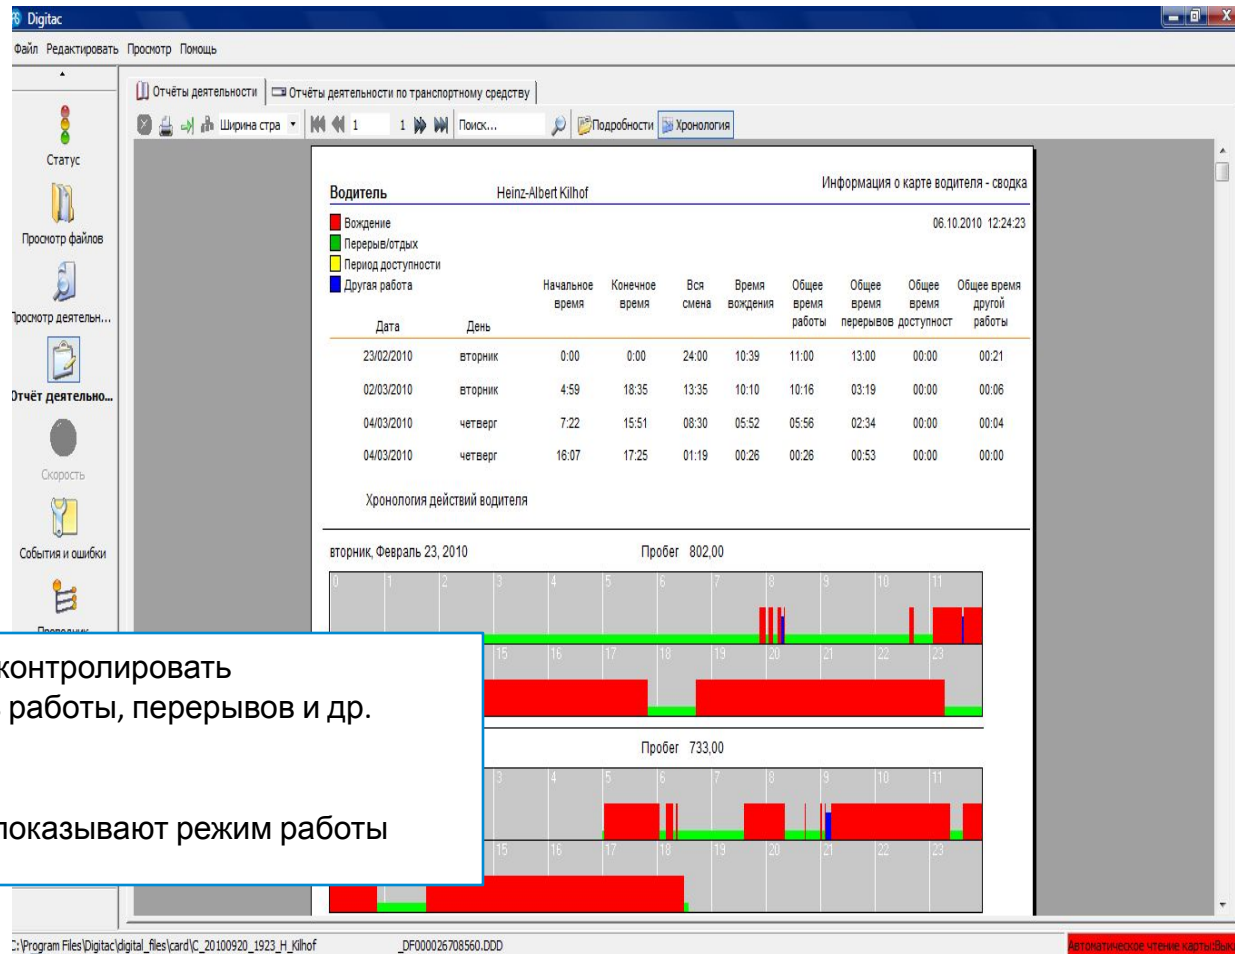 Digitac
Файл Редактировать Просмотр Помощь
Отчёты деятельности Отчёты деятельности по транспортному средству
Ширина стра 1 1 Поиск... Подробности Хронология
Статус
Просмотр файлов
Просмотр деятельн...
Отчёт деятельно...
Скорость
События и ошибки
Водитель Heinz-Albert Kilhof Информация о карте водителя - сводка
Вождение 06.10.2010 12:24:23
Перерыв/отдых
Период доступности
Другая работа
Начальное Конечное Вся Время Общее Общее Общее Общее время
время время смена вождения время время время другой
работы перерывов доступност работы
Дата День
23/02/2010 вторник 0:00 0:00 24:00 10:39 11:00 13:00 00:00 00:21
02/03/2010 вторник 4:59 18:35 13:35 10:10 10:16 03:19 00:00 00:06
04/03/2010 четверг 7:22 15:51 08:30 05:52 05:56 02:34 00:00 00:04
04/03/2010 четверг 16:07 17:25 01:19 00:26 00:26 00:53 00:00 00:00
Хронология действий водителя
вторник, Февраль 23, 2010 Пробег 802,00
0 1 2 3 4 5 6 7 8 9 10 11
15 16 17 18 19 20 21 22 23
Пробег 733,00
3 4 5 6 7 8 9 10 11
15 16 17 18 19 20 21 22 23
контролировать
работы, перерывов и др.
показывают режим работы
C:\Program Files\Digitac\digital_files\card\C_20100920_1923_H_Kilhof _DF000026708560.DDD
Автоматическое чтение карты:Вык